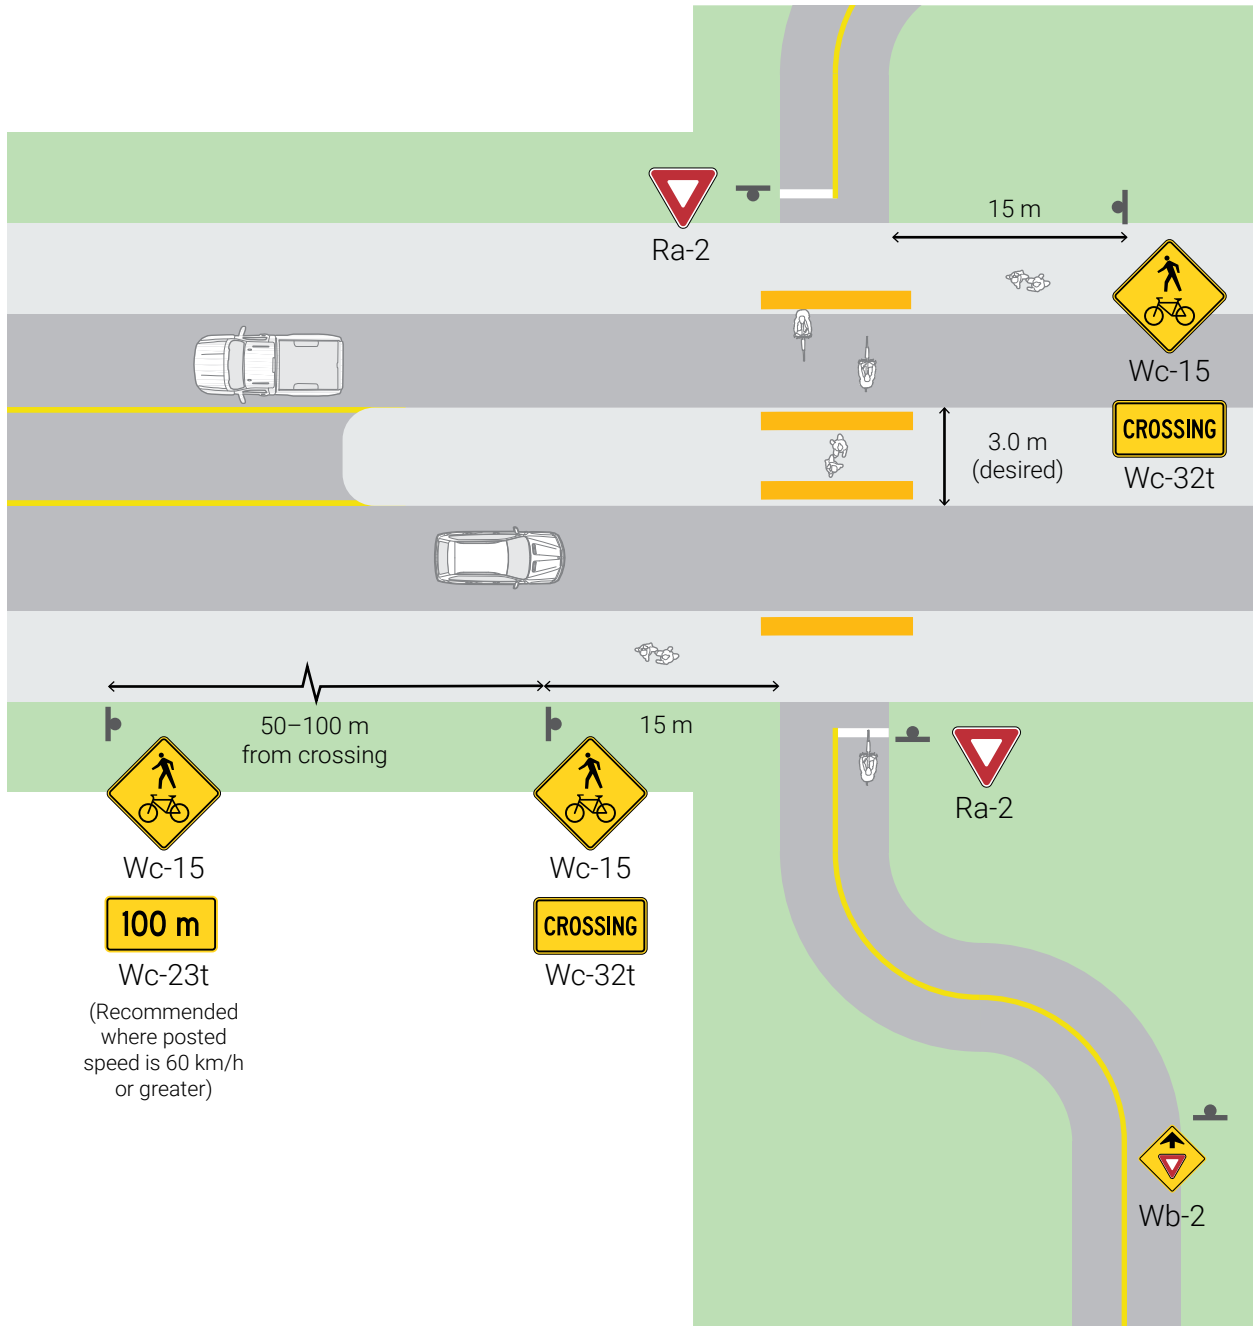 Ra-2
15 m
Wc-15
CROSSING
Wc-32t
3.0 m
(desired)
50–100 m
from crossing
15 m
Wc-15
100 m
Wc-23t
(Recommended
where posted
speed is 60 km/h
or greater)
Wc-15
CROSSING
Wc-32t
Ra-2
Wb-2